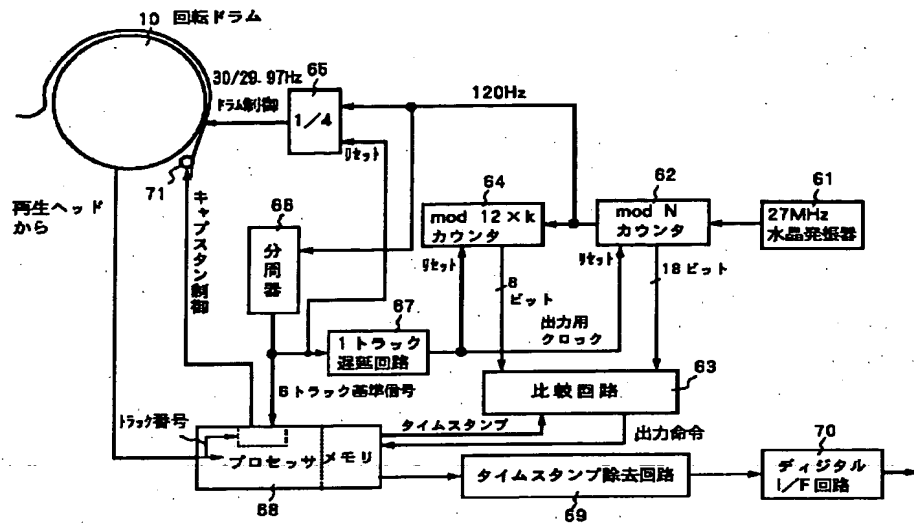 10 回転ドラム
30/29.97Hz
ドラム制御
65
1/4
リセット
120Hz
71
再生ヘッド
から
キャプスタン制御
66
分周器
64
mod 12×k
カウンタ
リセット
8
ビット
62
mod N
カウンタ
リセット
18ビット
61
27MHz
水晶発振器
67
1トラック
遅延回路
出力用
クロック
6トラック基準信号
比較回路
63
トラック番号
タイムスタンプ
出力命令
プロセッサ
メモリ
68
タイムスタンプ除去回路
69
70
ディジタル
I/F回路